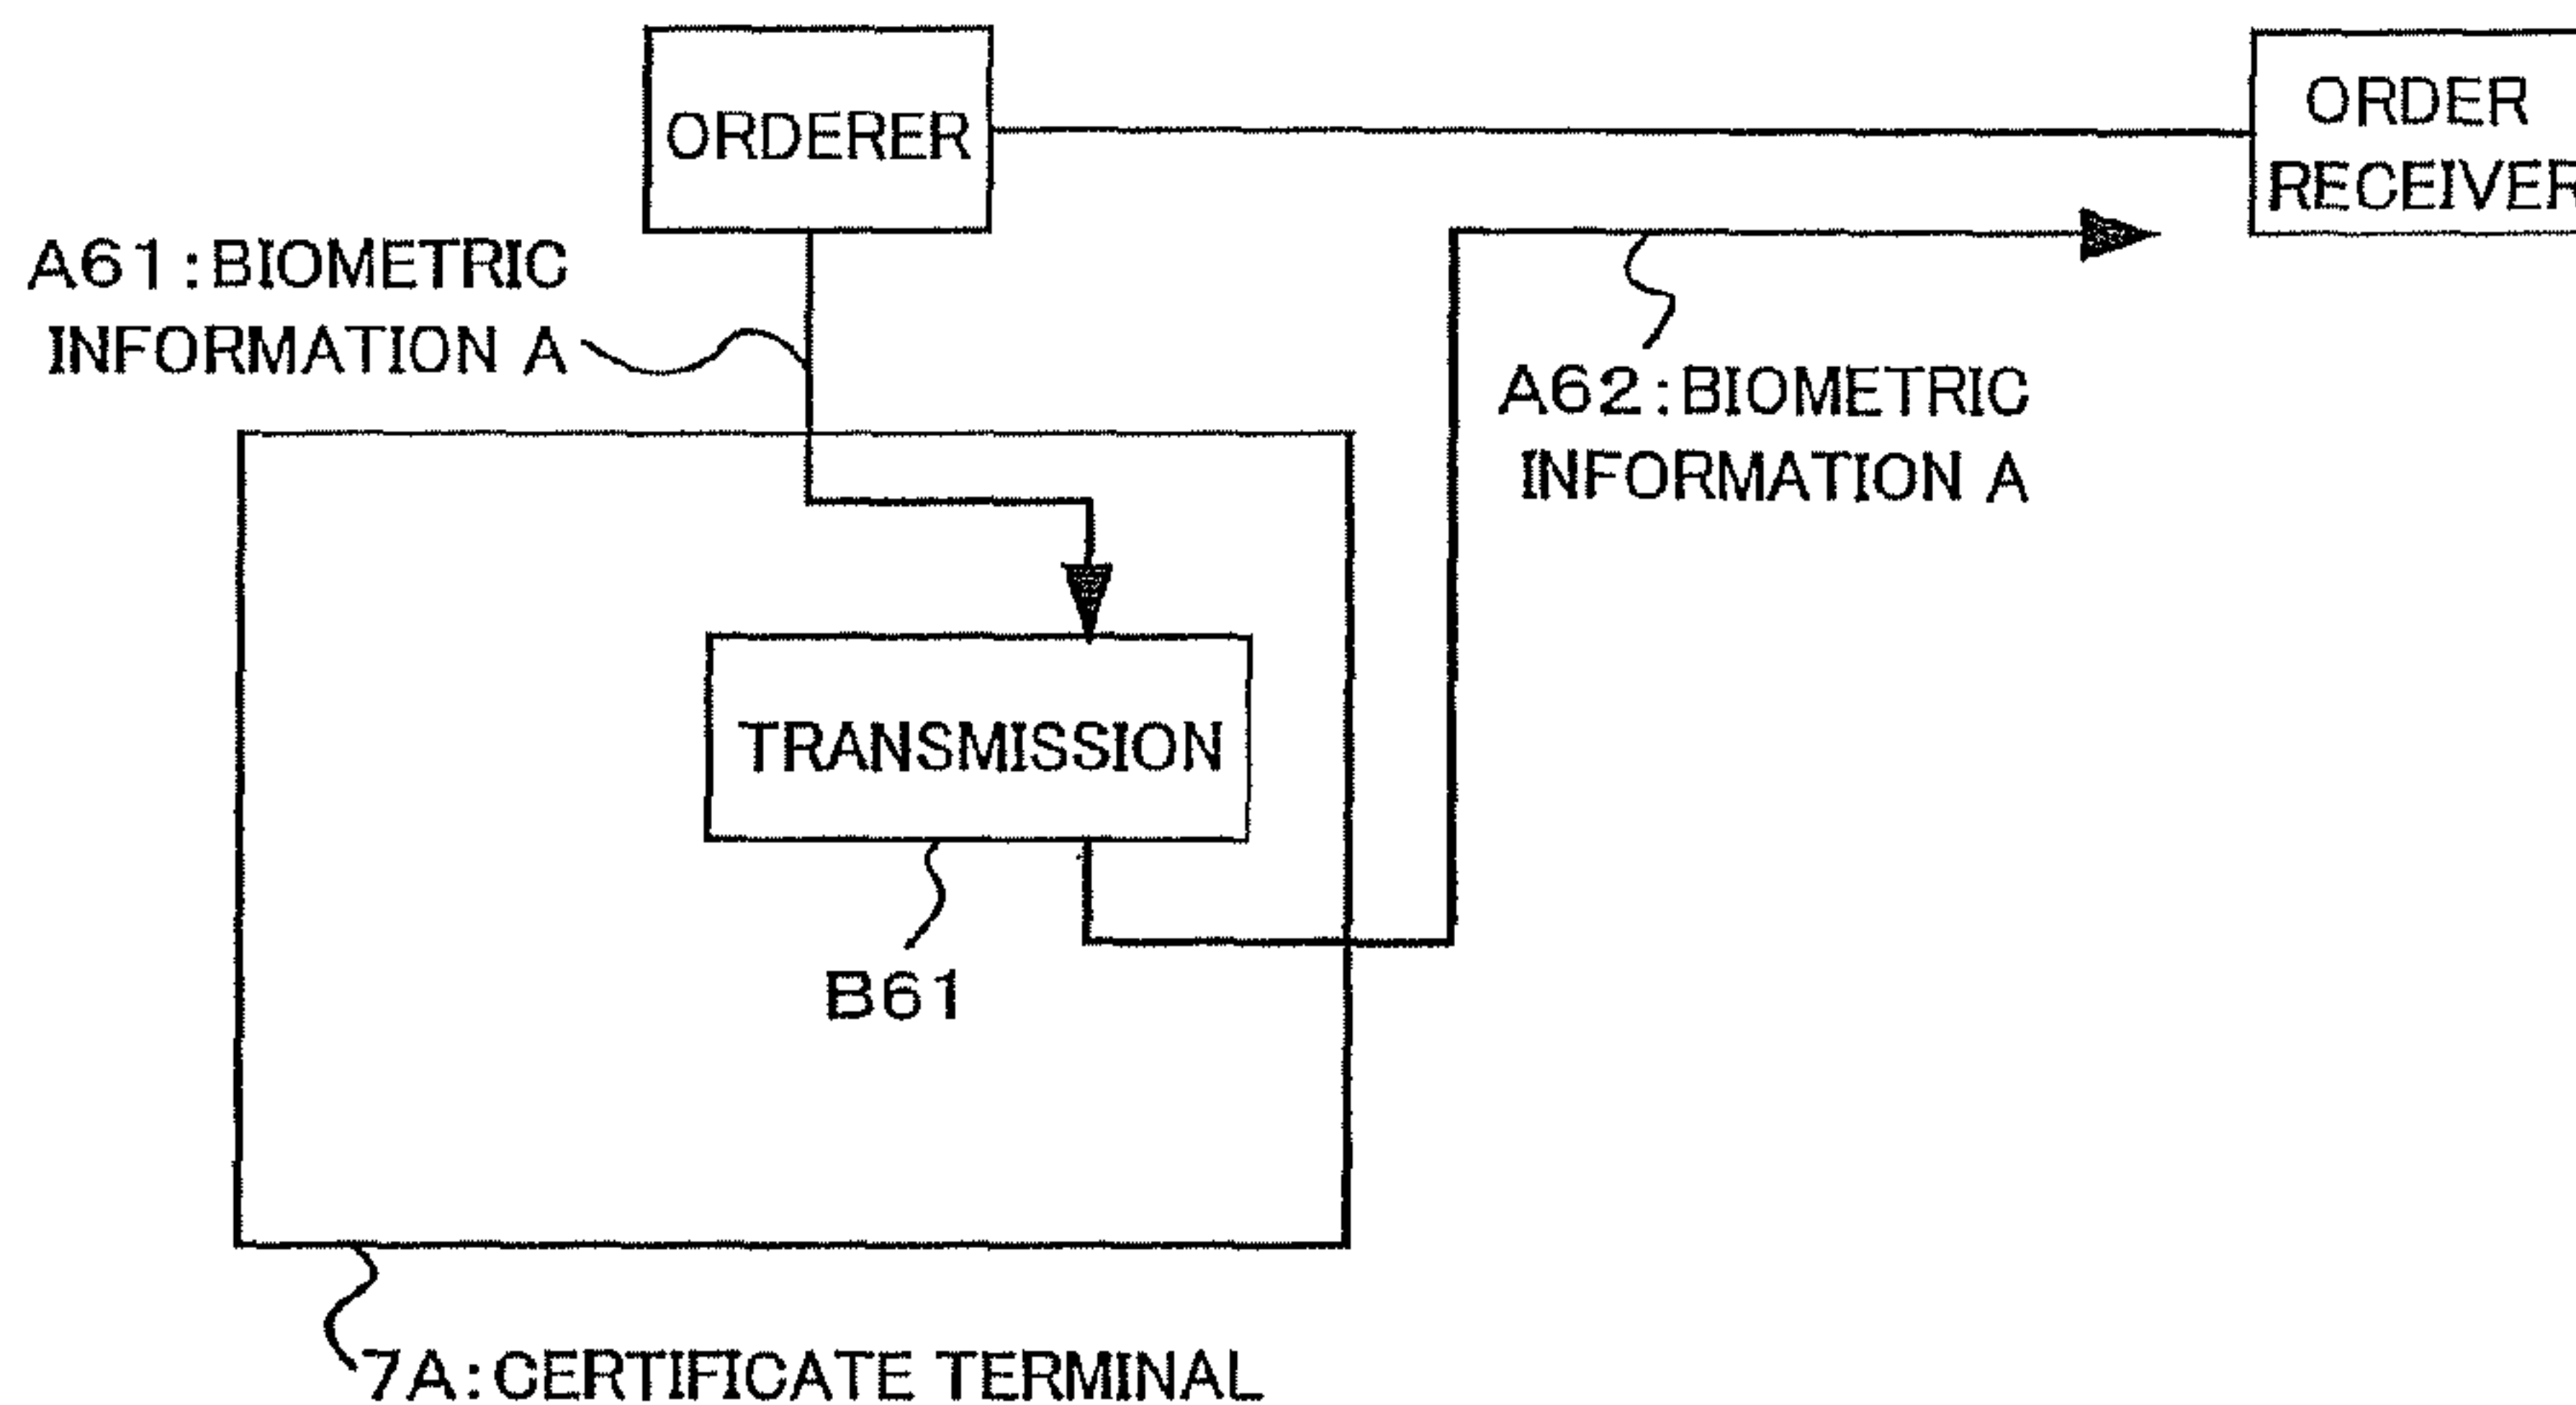 ORDERER
ORDER
RECEIVER
A61:BIOMETRIC
INFORMATION A
A62:BIOMETRIC
INFORMATION A
TRANSMISSION
B61
7A:CERTIFICATE TERMINAL